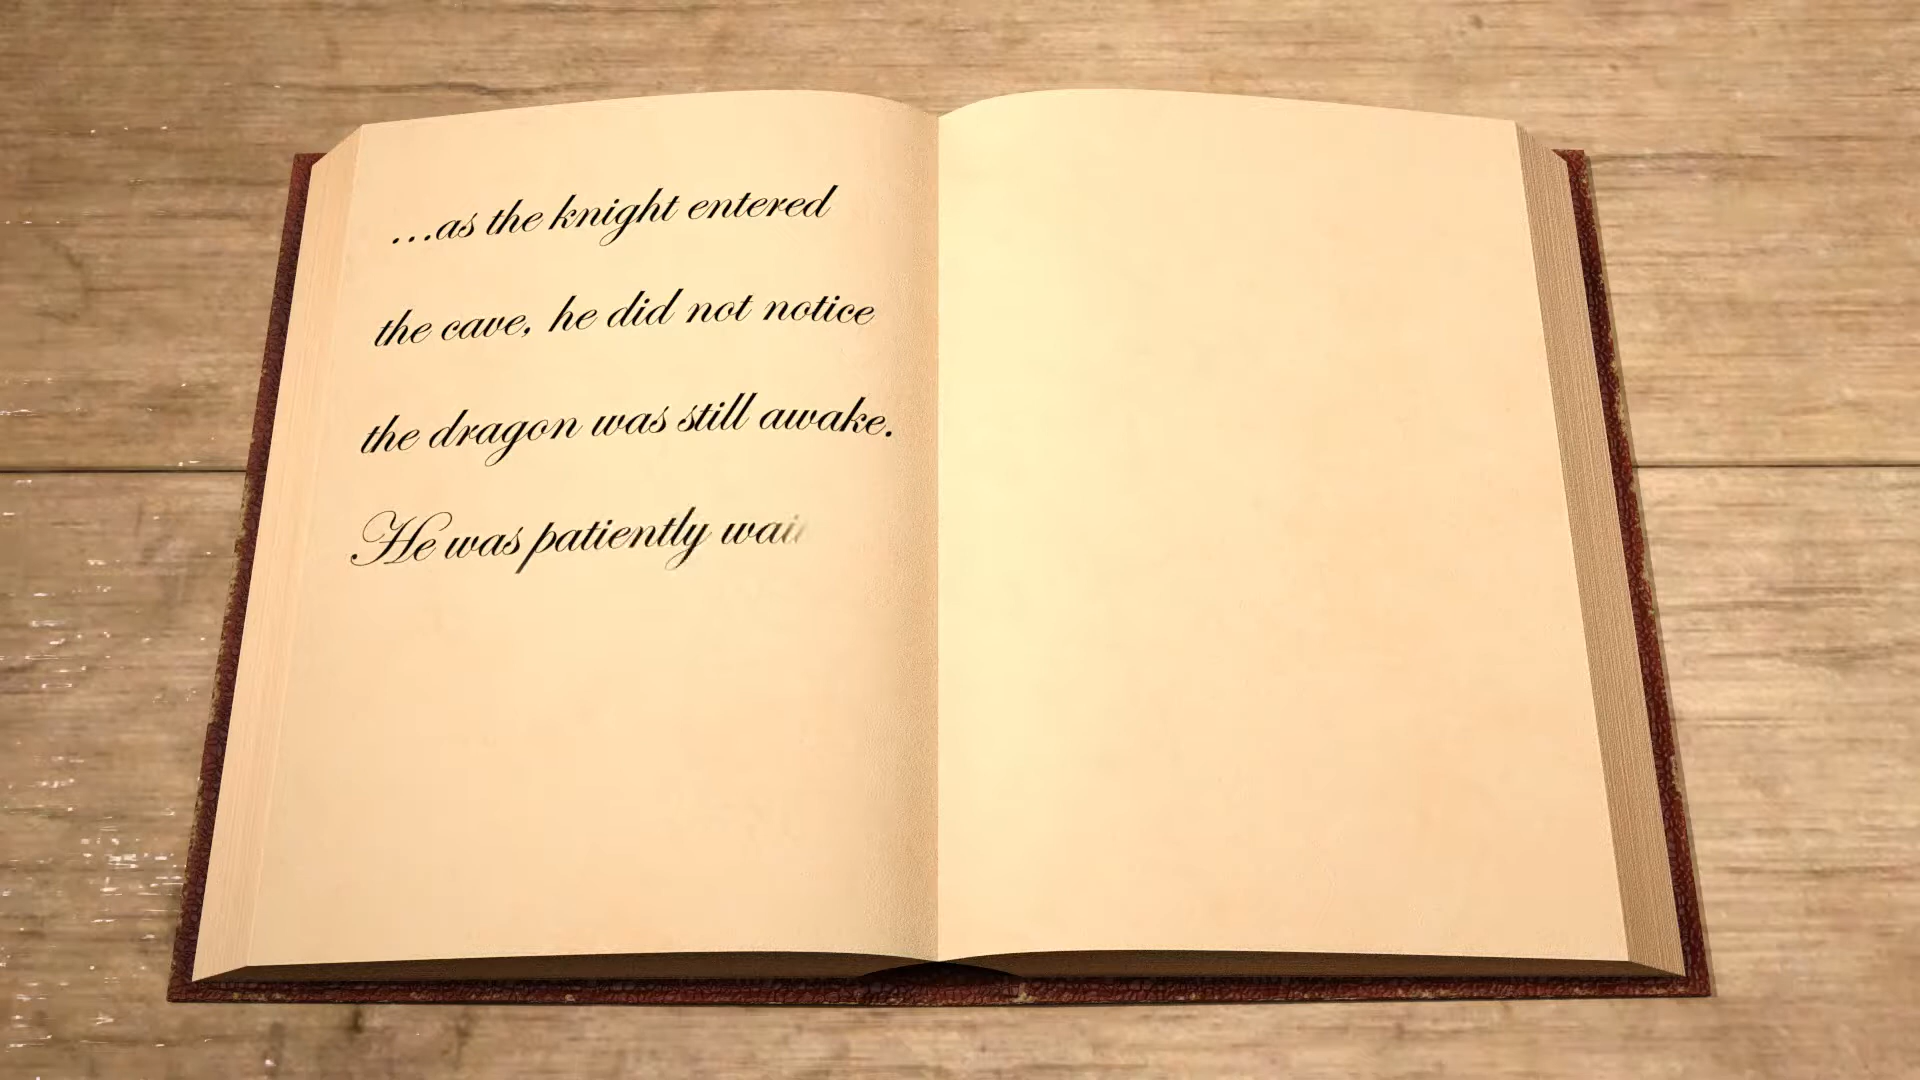 ...as the knight entered
the cave, he did not notice
the dragon was still awake.
He was patiently